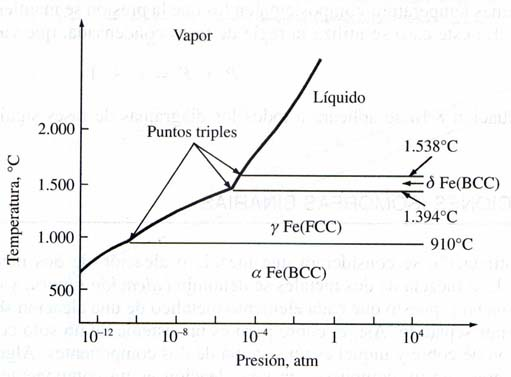 Vapor
Líquido
Puntos triples
2.000
1.500
1.000
500
Temperatura, °C
1.538°C
δ Fe(BCC)
1.394°C
γ Fe(FCC)
910°C
α Fe(BCC)
10⁻¹² 10⁻⁸ 10⁻⁴ 1 10⁴
Presión, atm